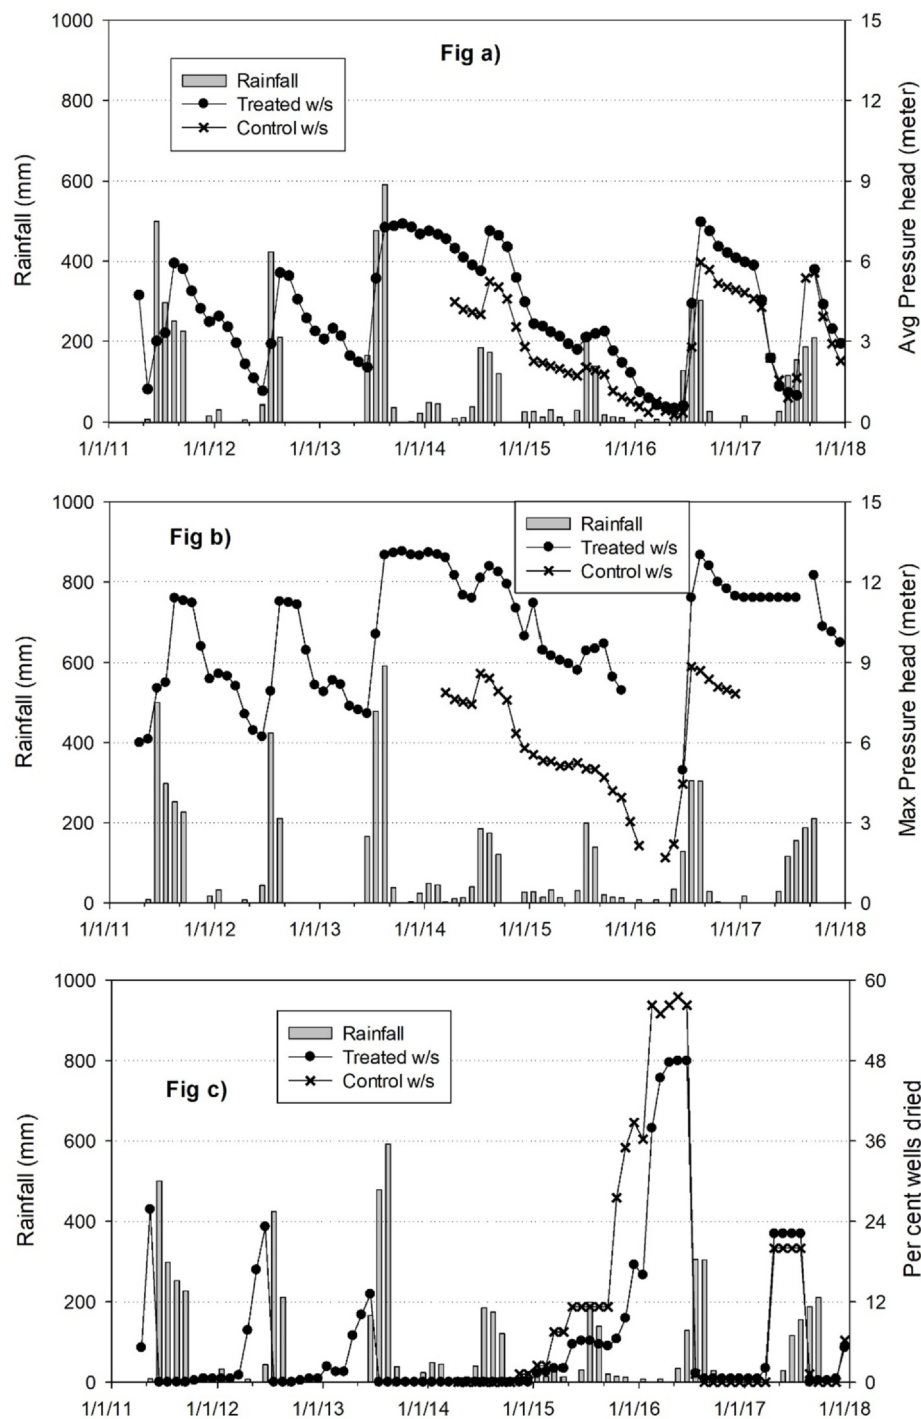 Fig a)
Rainfall
Treated w/s
Control w/s
1000
800
600
400
200
0
15
12
9
6
3
0
Rainfall (mm)
Avg Pressure head (meter)
1/1/11 1/1/12 1/1/13 1/1/14 1/1/15 1/1/16 1/1/17 1/1/18
Fig b)
Rainfall
Treated w/s
Control w/s
1000
800
600
400
200
0
15
12
9
6
3
0
Rainfall (mm)
Max Pressure head (meter)
1/1/11 1/1/12 1/1/13 1/1/14 1/1/15 1/1/16 1/1/17 1/1/18
Fig c)
Rainfall
Treated w/s
Control w/s
1000
800
600
400
200
0
60
48
36
24
12
0
Rainfall (mm)
Per cent wells dried
1/1/11 1/1/12 1/1/13 1/1/14 1/1/15 1/1/16 1/1/17 1/1/18